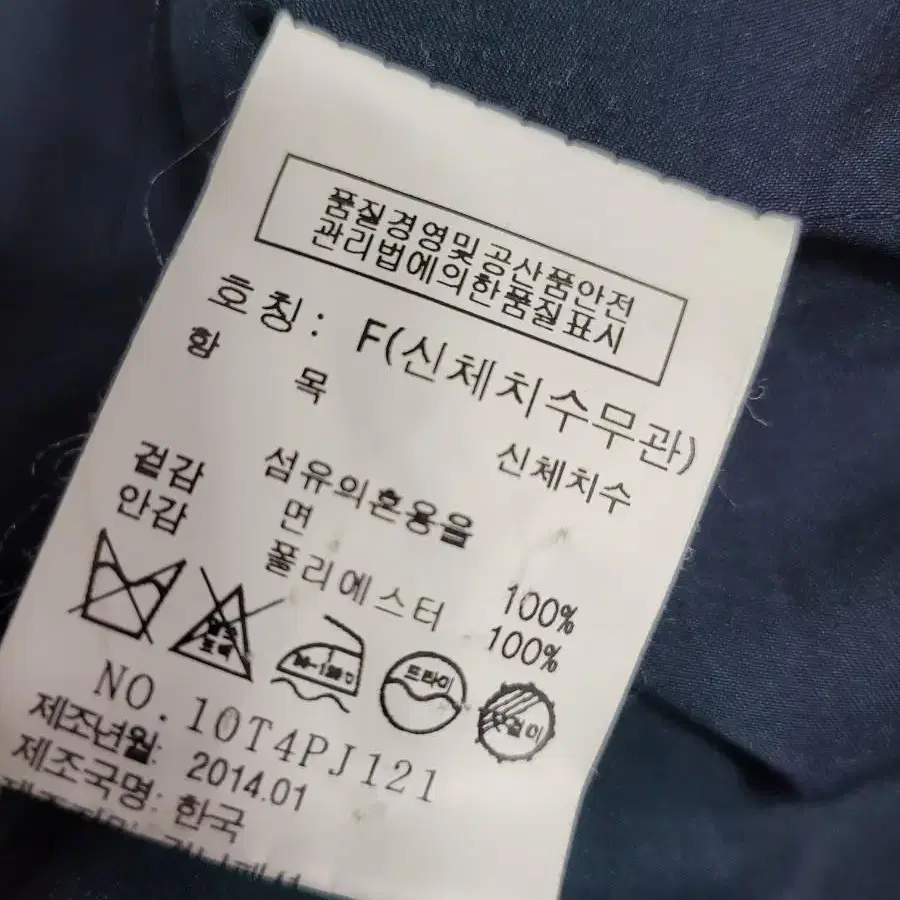 품질경영및공산품안전
관리법에의한품질표시
호칭: F(신체치수무관)
항 목 신체치수
섬유의혼용율
겉감 면 100%
안감 폴리에스터 100%
드라이
옷걸이
NO. 10T4PJ121
제조년월: 2014.01
제조국명: 한국